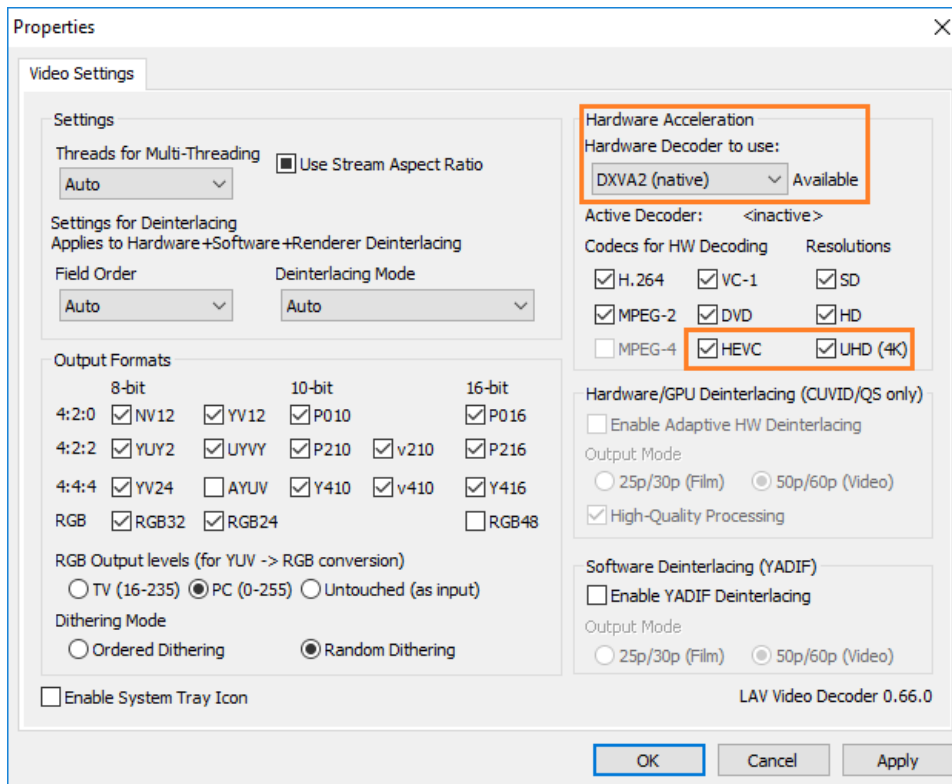 Properties
Video Settings
Settings
Threads for Multi-Threading
Use Stream Aspect Ratio
Auto
Settings for Deinterlacing
Applies to Hardware+Software+Renderer Deinterlacing
Field Order Deinterlacing Mode
Auto Auto
Output Formats
8-bit 10-bit 16-bit
4:2:0 NV12 YV12 P010 P016
4:2:2 YUY2 UYVY P210 v210 P216
4:4:4 YV24 AYUV Y410 v410 Y416
RGB RGB32 RGB24 RGB48
RGB Output levels (for YUV -> RGB conversion)
TV (16-235) PC (0-255) Untouched (as input)
Dithering Mode
Ordered Dithering Random Dithering
Enable System Tray Icon
Hardware Acceleration
Hardware Decoder to use:
DXVA2 (native) Available
Active Decoder: <inactive>
Codecs for HW Decoding Resolutions
H.264 VC-1 SD
MPEG-2 DVD HD
MPEG-4 HEVC UHD (4K)
Hardware/GPU Deinterlacing (CUVID/QS only)
Enable Adaptive HW Deinterlacing
Output Mode
25p/30p (Film) 50p/60p (Video)
High-Quality Processing
Software Deinterlacing (YADIF)
Enable YADIF Deinterlacing
Output Mode
25p/30p (Film) 50p/60p (Video)
LAV Video Decoder 0.66.0
OK Cancel Apply